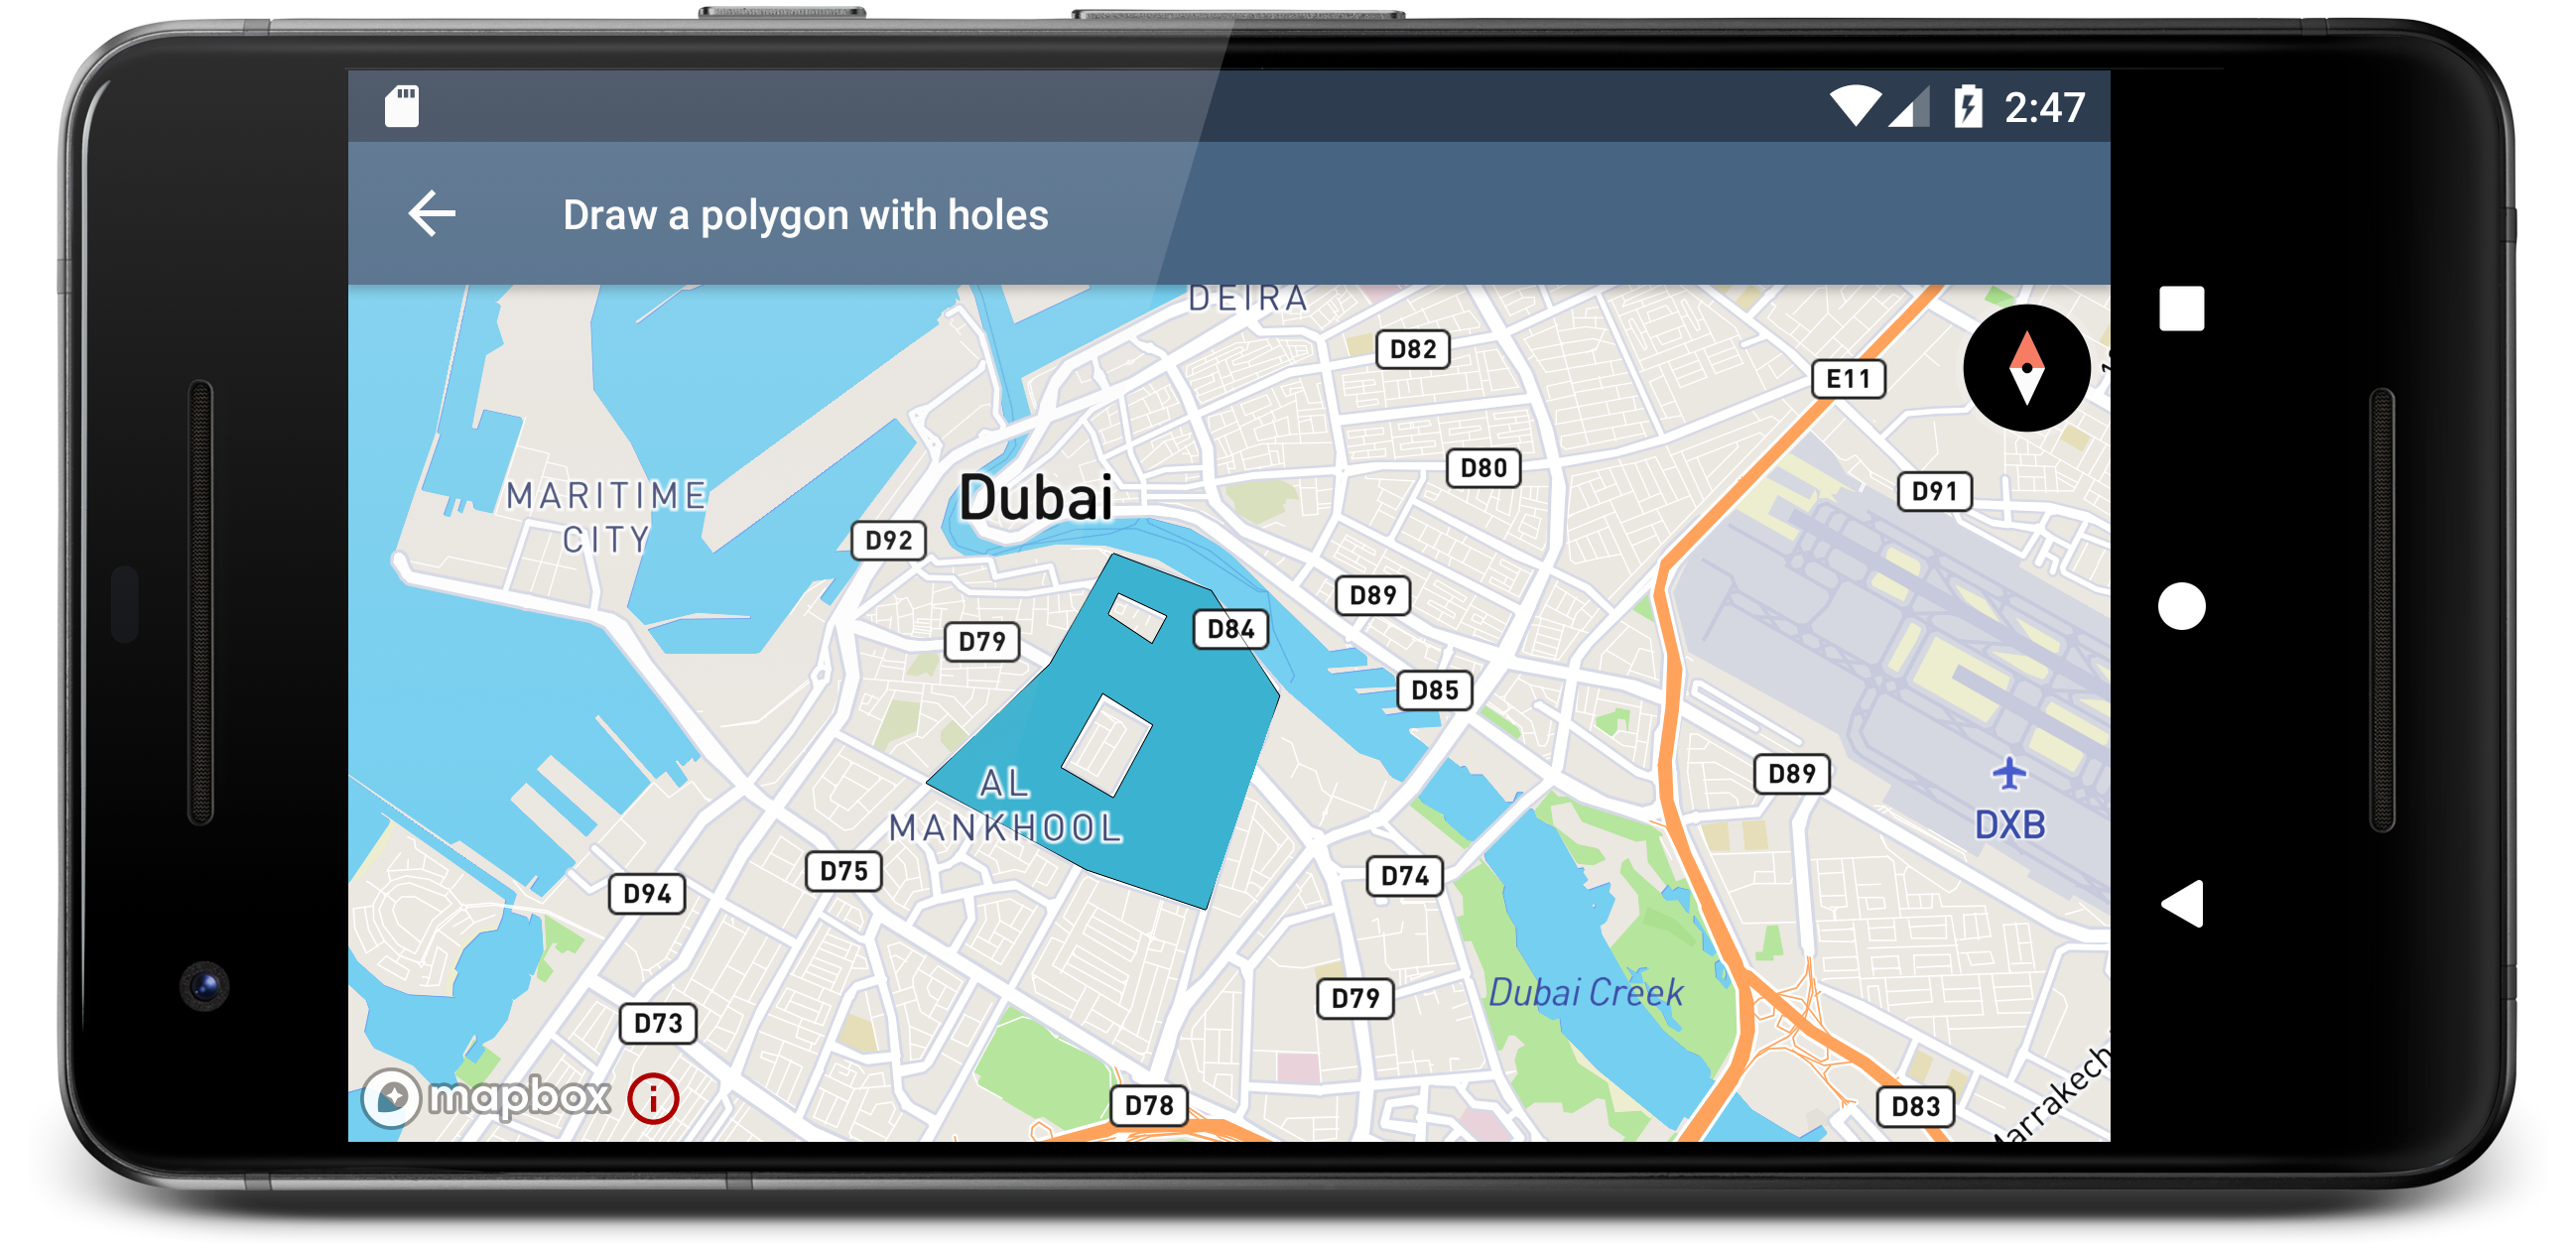 2:47
Draw a polygon with holes
DEIRA
D82
E11
D80
D91
MARITIME
CITY
Dubai
D92
D89
D84
D79
D85
AL
MANKHOOL
D89
DXB
D75
D74
D94
Dubai Creek
D79
D73
mapbox
D78
D83